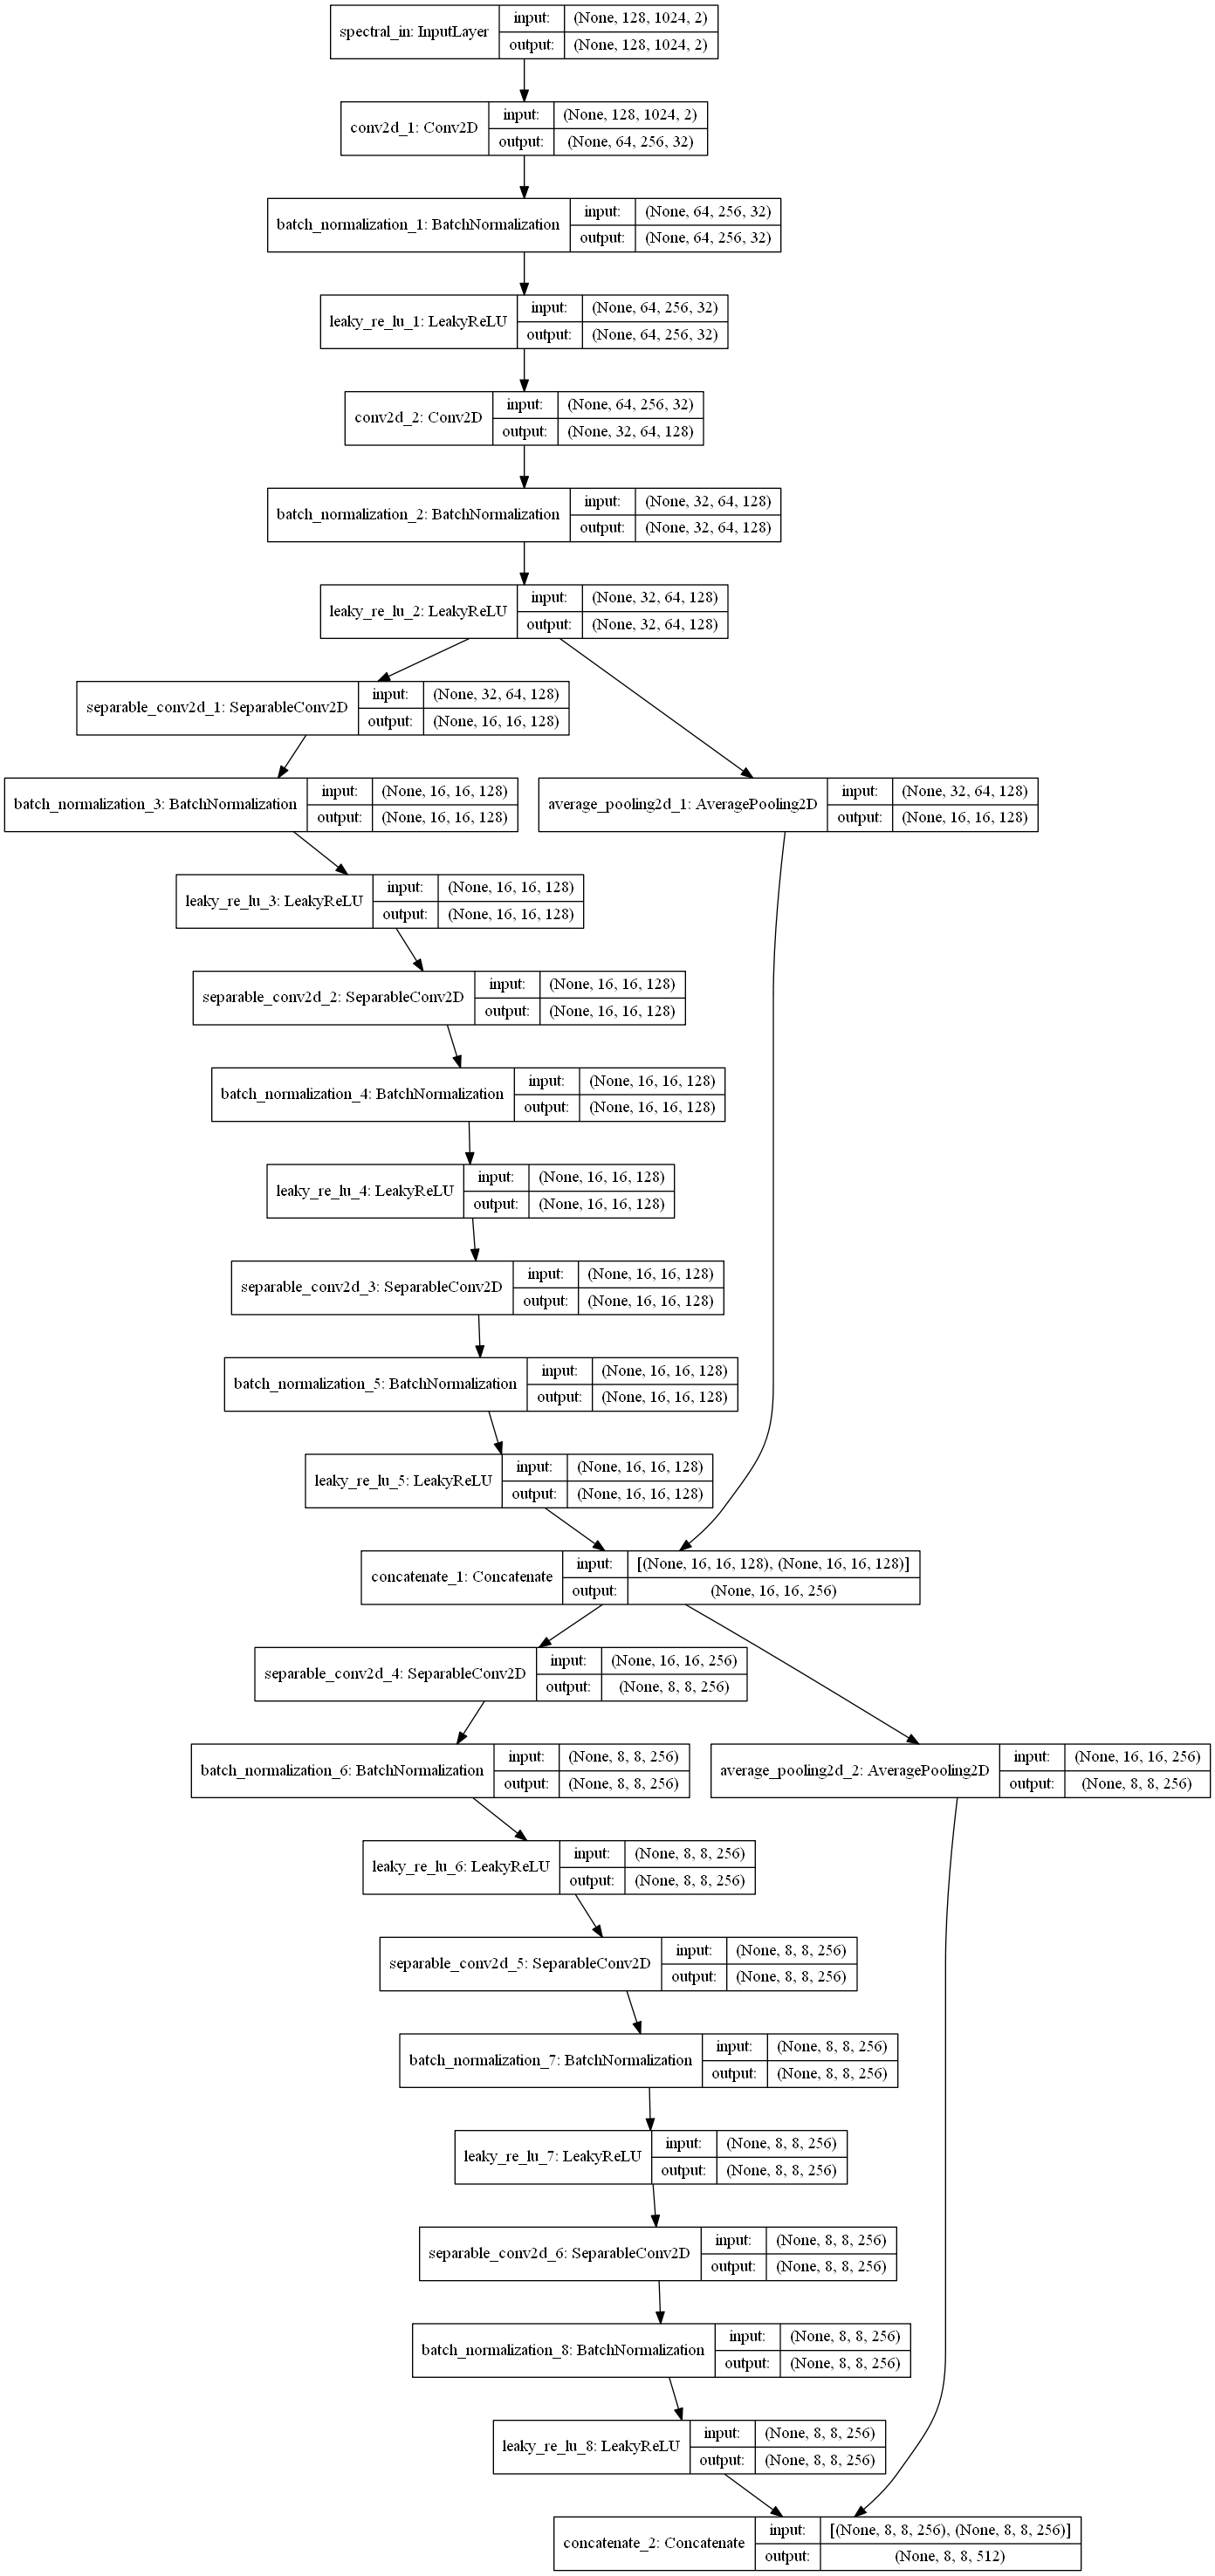 spectral_in: InputLayer
input: (None, 128, 1024, 2)
output: (None, 128, 1024, 2)
conv2d_1: Conv2D
input: (None, 128, 1024, 2)
output: (None, 64, 256, 32)
batch_normalization_1: BatchNormalization
input: (None, 64, 256, 32)
output: (None, 64, 256, 32)
leaky_re_lu_1: LeakyReLU
input: (None, 64, 256, 32)
output: (None, 64, 256, 32)
conv2d_2: Conv2D
input: (None, 64, 256, 32)
output: (None, 32, 64, 128)
batch_normalization_2: BatchNormalization
input: (None, 32, 64, 128)
output: (None, 32, 64, 128)
leaky_re_lu_2: LeakyReLU
input: (None, 32, 64, 128)
output: (None, 32, 64, 128)
separable_conv2d_1: SeparableConv2D
input: (None, 32, 64, 128)
output: (None, 16, 16, 128)
batch_normalization_3: BatchNormalization
input: (None, 16, 16, 128)
output: (None, 16, 16, 128)
average_pooling2d_1: AveragePooling2D
input: (None, 32, 64, 128)
output: (None, 16, 16, 128)
leaky_re_lu_3: LeakyReLU
input: (None, 16, 16, 128)
output: (None, 16, 16, 128)
separable_conv2d_2: SeparableConv2D
input: (None, 16, 16, 128)
output: (None, 16, 16, 128)
batch_normalization_4: BatchNormalization
input: (None, 16, 16, 128)
output: (None, 16, 16, 128)
leaky_re_lu_4: LeakyReLU
input: (None, 16, 16, 128)
output: (None, 16, 16, 128)
separable_conv2d_3: SeparableConv2D
input: (None, 16, 16, 128)
output: (None, 16, 16, 128)
batch_normalization_5: BatchNormalization
input: (None, 16, 16, 128)
output: (None, 16, 16, 128)
leaky_re_lu_5: LeakyReLU
input: (None, 16, 16, 128)
output: (None, 16, 16, 128)
concatenate_1: Concatenate
input: [(None, 16, 16, 128), (None, 16, 16, 128)]
output: (None, 16, 16, 256)
separable_conv2d_4: SeparableConv2D
input: (None, 16, 16, 256)
output: (None, 8, 8, 256)
batch_normalization_6: BatchNormalization
input: (None, 8, 8, 256)
output: (None, 8, 8, 256)
average_pooling2d_2: AveragePooling2D
input: (None, 16, 16, 256)
output: (None, 8, 8, 256)
leaky_re_lu_6: LeakyReLU
input: (None, 8, 8, 256)
output: (None, 8, 8, 256)
separable_conv2d_5: SeparableConv2D
input: (None, 8, 8, 256)
output: (None, 8, 8, 256)
batch_normalization_7: BatchNormalization
input: (None, 8, 8, 256)
output: (None, 8, 8, 256)
leaky_re_lu_7: LeakyReLU
input: (None, 8, 8, 256)
output: (None, 8, 8, 256)
separable_conv2d_6: SeparableConv2D
input: (None, 8, 8, 256)
output: (None, 8, 8, 256)
batch_normalization_8: BatchNormalization
input: (None, 8, 8, 256)
output: (None, 8, 8, 256)
leaky_re_lu_8: LeakyReLU
input: (None, 8, 8, 256)
output: (None, 8, 8, 256)
concatenate_2: Concatenate
input: [(None, 8, 8, 256), (None, 8, 8, 256)]
output: (None, 8, 8, 512)